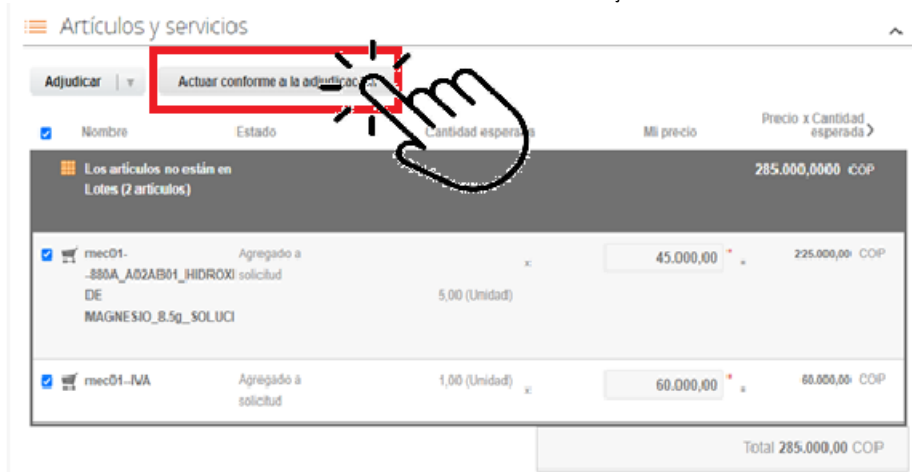 Artículos y servicios
Adjudicar
Actuar conforme a la adjudicac
Nombre Estado Cantidad esperada Mi precio Precio x Cantidad
esperada
Los artículos no están en
Lotes (2 artículos)
285.000,0000 COP
mec01-
-880A_A02AB01_HIDROXI
DE
MAGNESIO_8.5g_SOLUCI
Agregado a
solicitud
5,00 (Unidad)
x
45.000,00 *
=
225.000,00 COP
mec01--IVA
Agregado a
solicitud
1,00 (Unidad)
x
60.000,00 *
=
60.000,00 COP
Total 285.000,00 COP